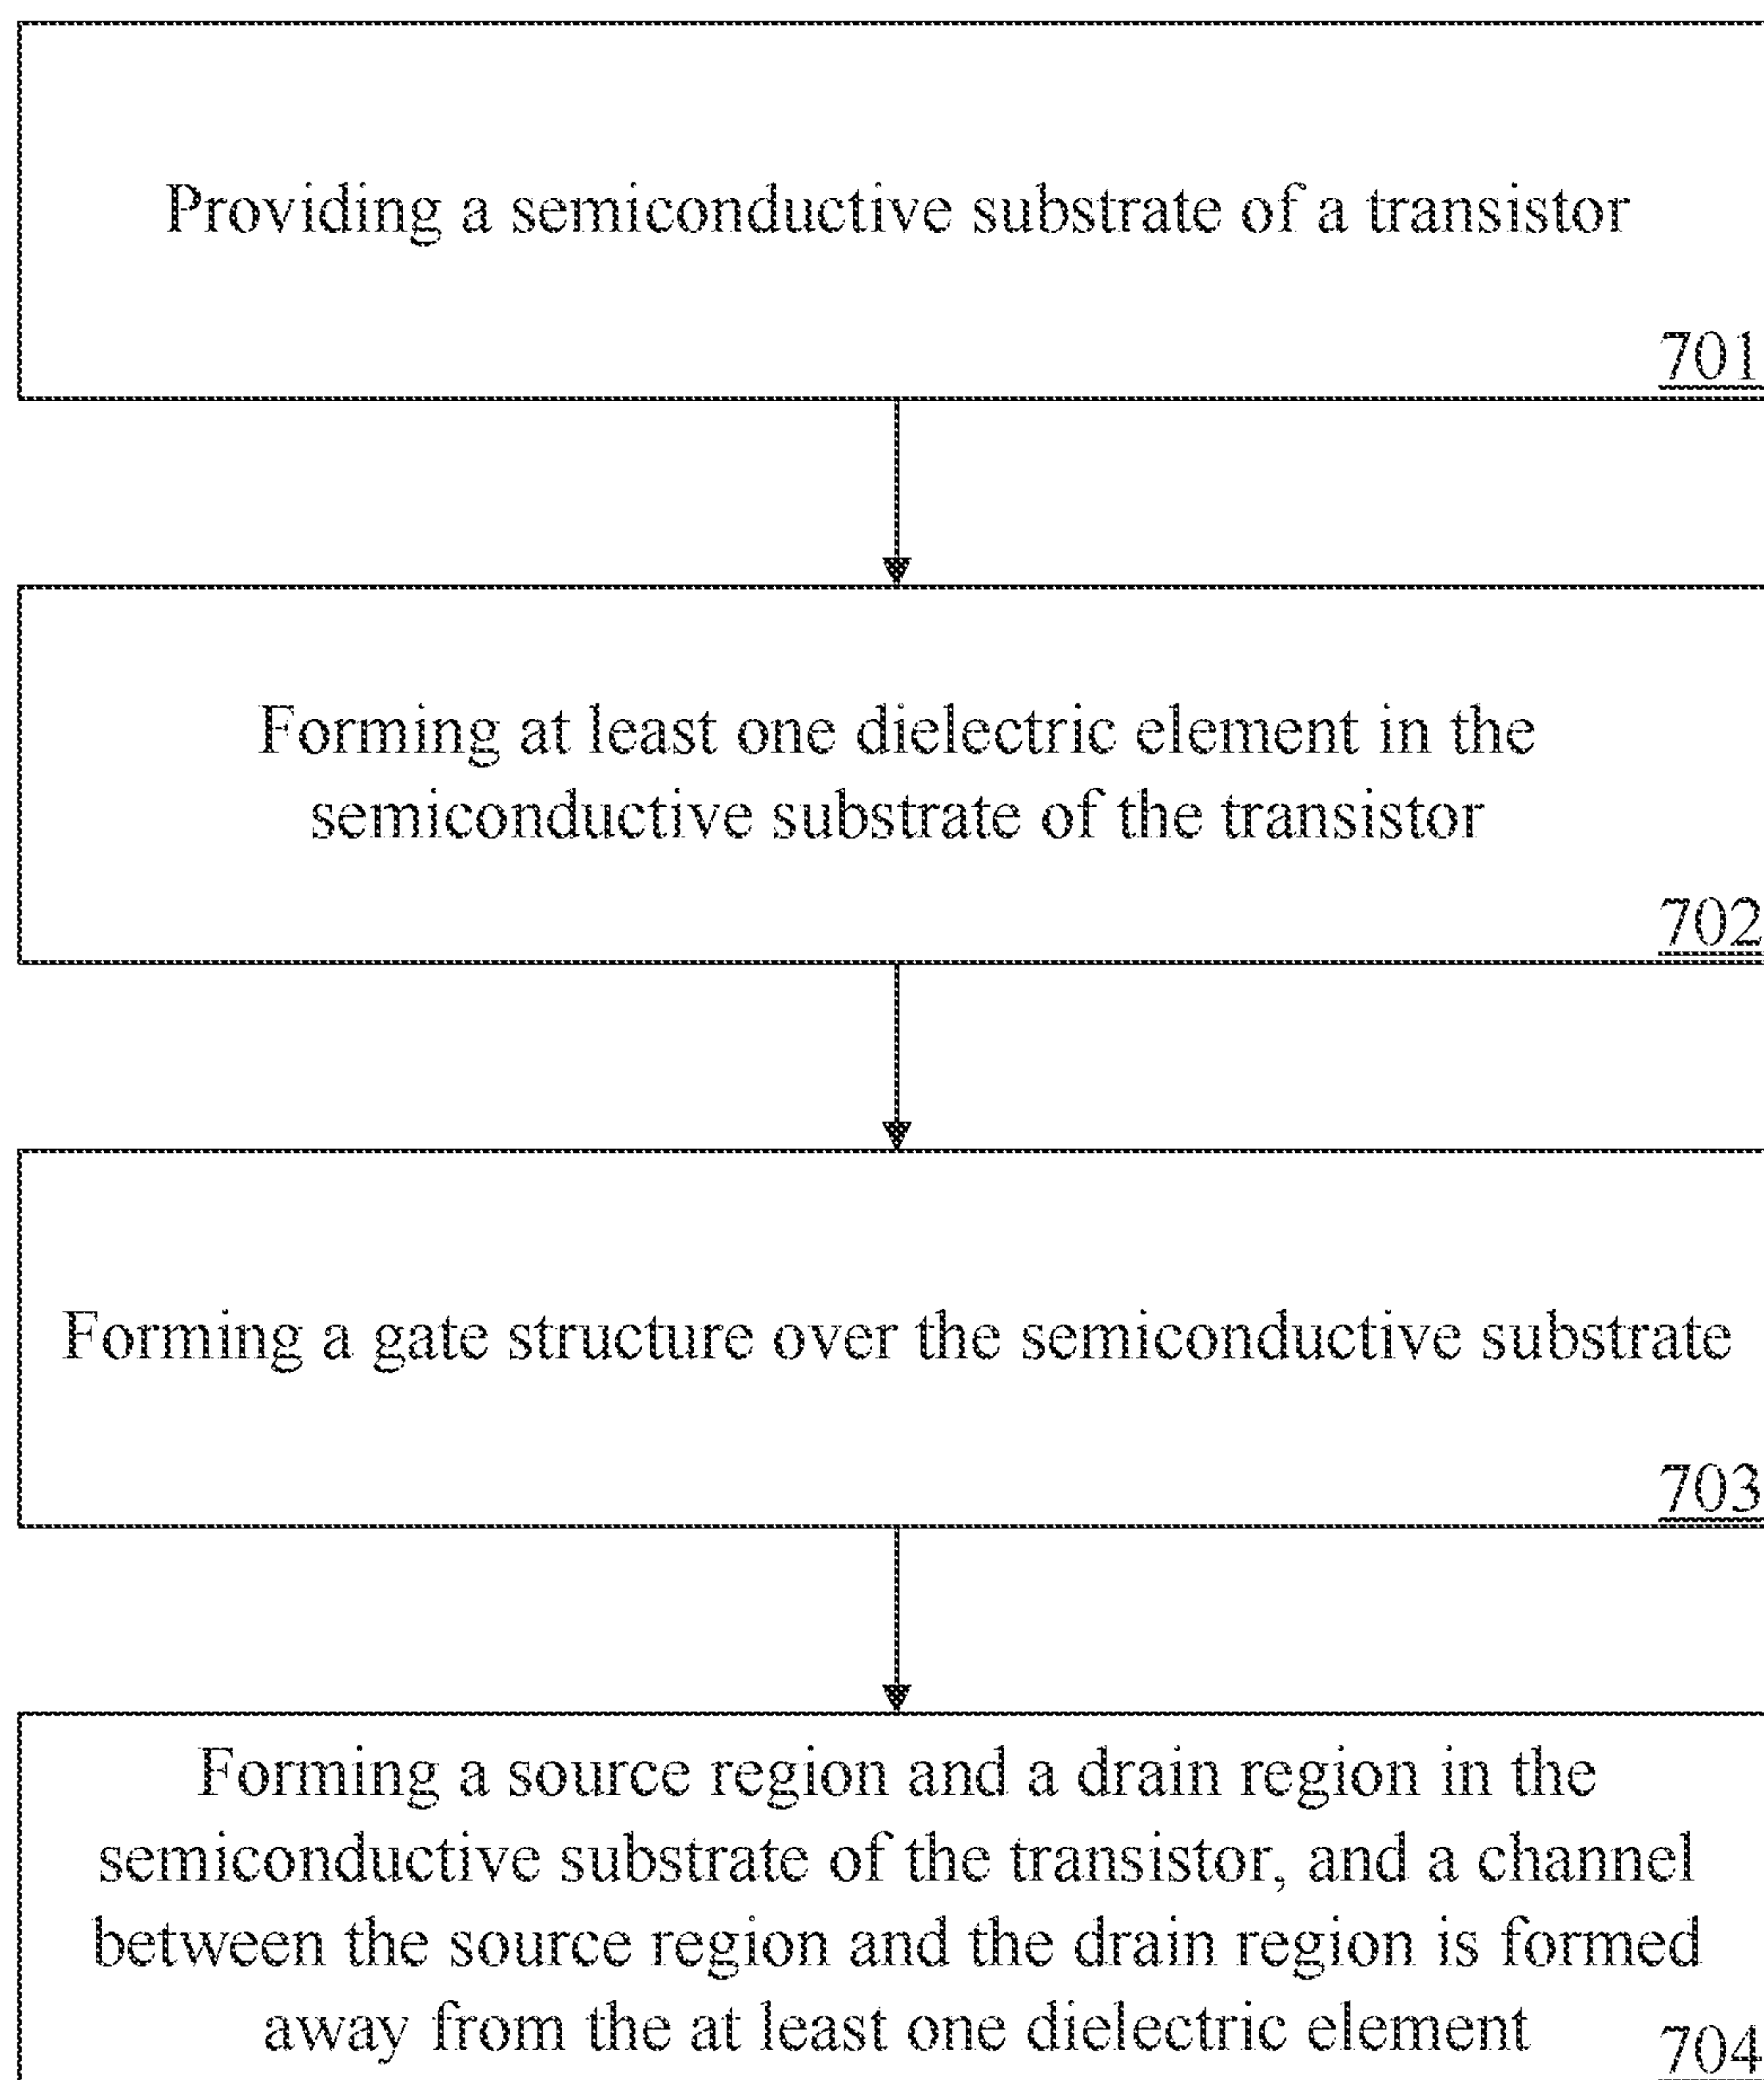 Providing a semiconductive substrate of a transistor
701
Forming at least one dielectric element in the
semiconductive substrate of the transistor
702
Forming a gate structure over the semiconductive substrate
703
Forming a source region and a drain region in the
semiconductive substrate of the transistor, and a channel
between the source region and the drain region is formed
away from the at least one dielectric element
704